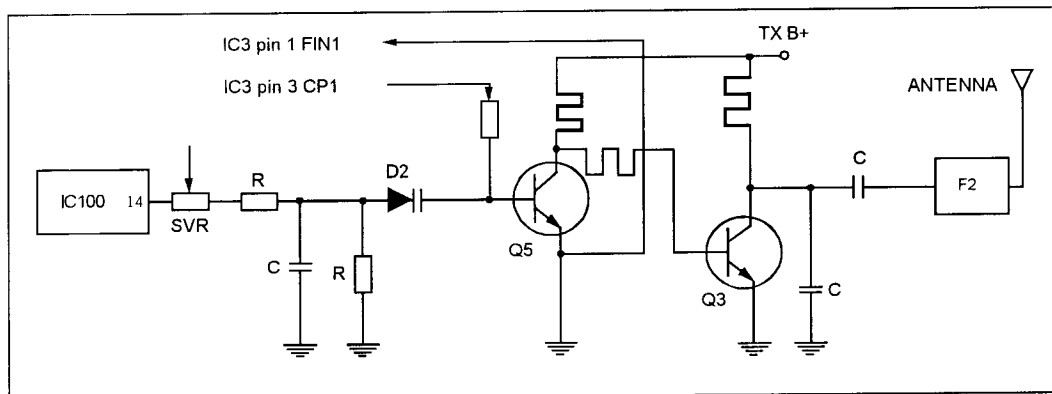 TX B+
IC3 pin 1 FIN1
IC3 pin 3 CP1
ANTENNA
IC100 14
SVR
R
D2
C
R
Q5
Q3
C
C
F2